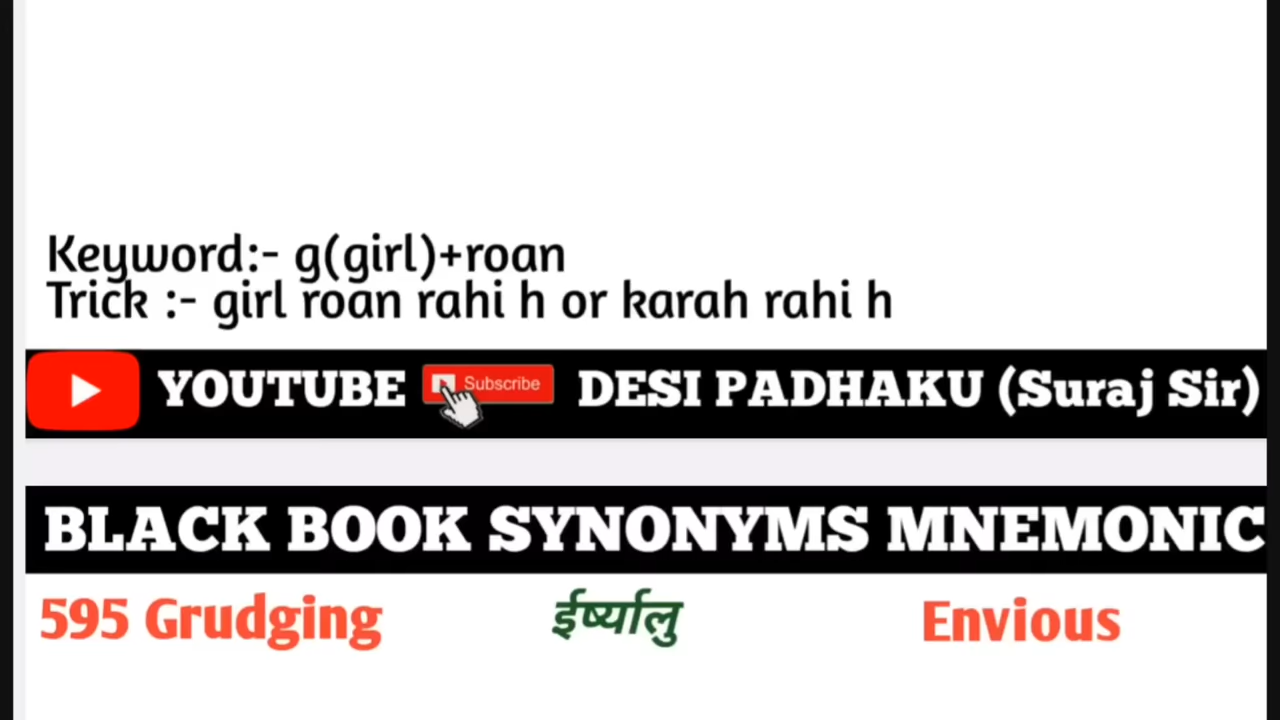 Keyword:- g(girl)+roan
Trick :- girl roan rahi h or karah rahi h
YOUTUBE Subscribe DESI PADHAKU (Suraj Sir)
BLACK BOOK SYNONYMS MNEMONIC
595 Grudging ईर्ष्यालु Envious